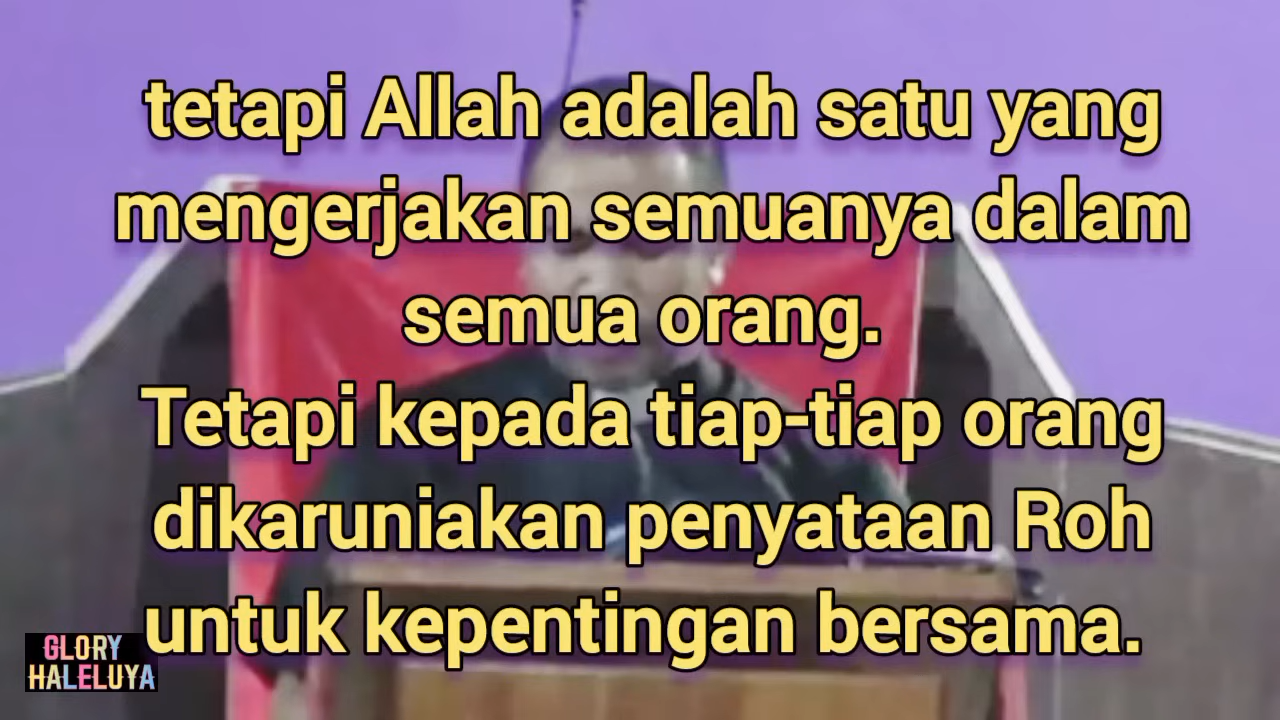 tetapi Allah adalah satu yang
mengerjakan semuanya dalam
semua orang.
Tetapi kepada tiap-tiap orang
dikaruniakan penyataan Roh
untuk kepentingan bersama.
GLORY
HALELUYA